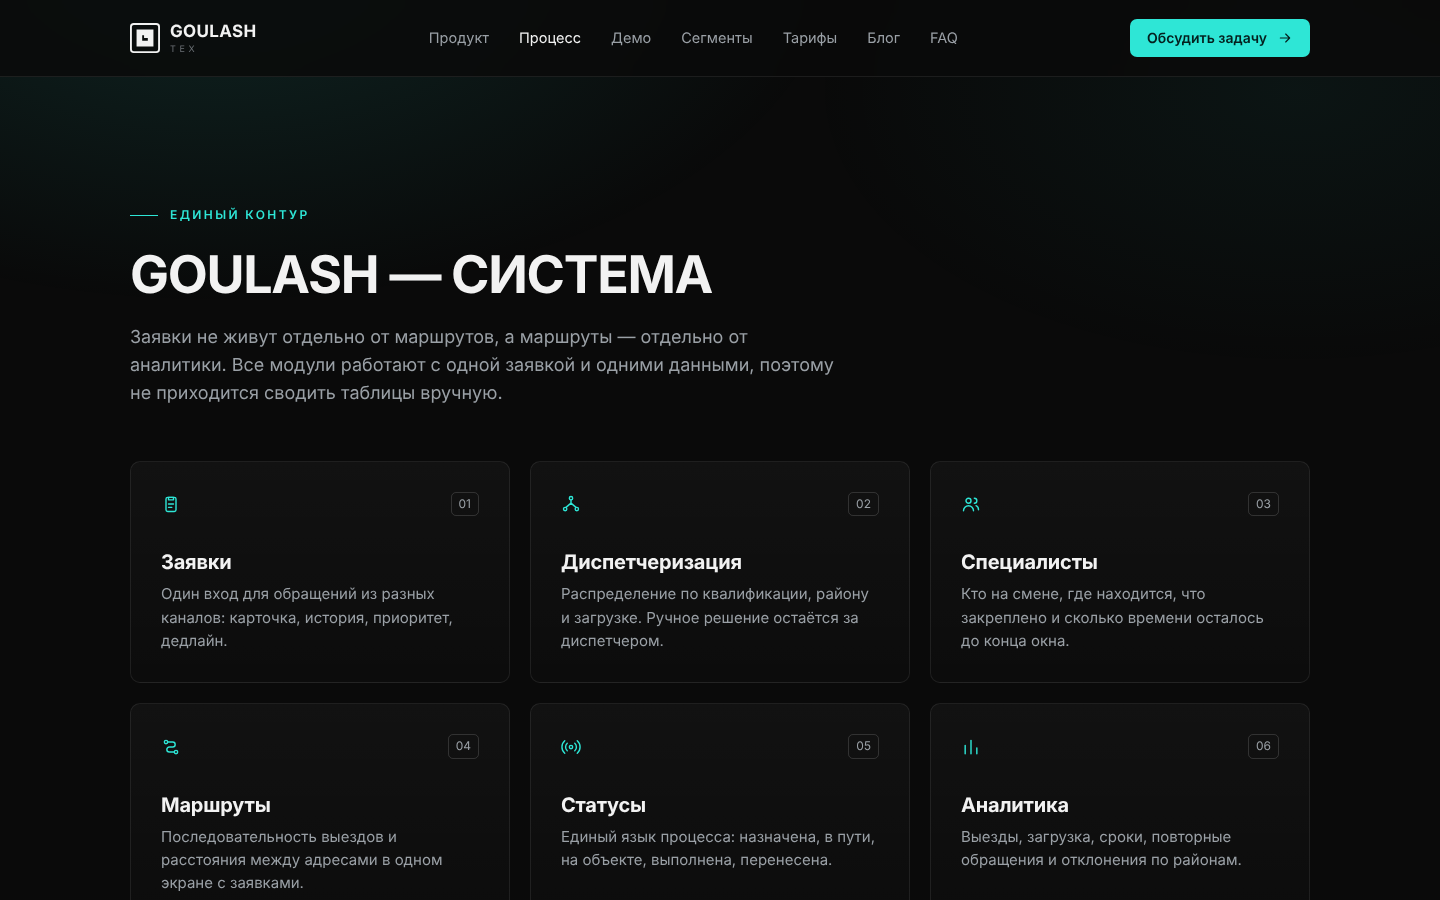 GOULASH
ТЕХ
Продукт
Процесс
Демо
Сегменты
Тарифы
Блог
FAQ
Обсудить задачу
ЕДИНЫЙ КОНТУР
GOULASH — СИСТЕМА
Заявки не живут отдельно от маршрутов, а маршруты — отдельно от
аналитики. Все модули работают с одной заявкой и одними данными, поэтому
не приходится сводить таблицы вручную.
01
Заявки
Один вход для обращений из разных
каналов: карточка, история, приоритет,
дедлайн.
02
Диспетчеризация
Распределение по квалификации, району
и загрузке. Ручное решение остаётся за
диспетчером.
03
Специалисты
Кто на смене, где находится, что
закреплено и сколько времени осталось
до конца окна.
04
Маршруты
Последовательность выездов и
расстояния между адресами в одном
экране с заявками.
05
Статусы
Единый язык процесса: назначена, в пути,
на объекте, выполнена, перенесена.
06
Аналитика
Выезды, загрузка, сроки, повторные
обращения и отклонения по районам.